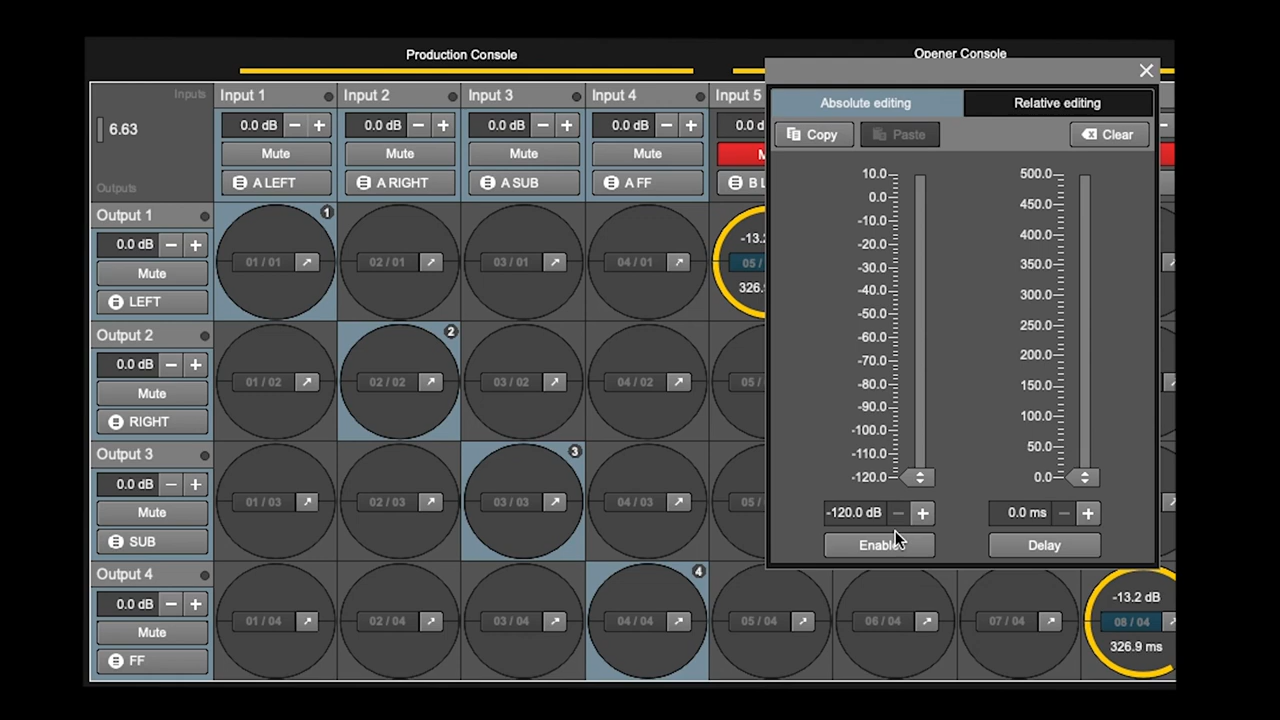 Production Console
Opener Console
Inputs
6.63
Outputs
Input 1
Input 2
Input 3
Input 4
Input 5
0.0 dB − +
0.0 dB − +
0.0 dB − +
0.0 dB − +
0.0
Mute
Mute
Mute
Mute
A LEFT
A RIGHT
A SUB
A FF
B
Absolute editing
Relative editing
Copy
Paste
Clear
10.0
0.0
-10.0
-20.0
-30.0
-40.0
-50.0
-60.0
-70.0
-80.0
-90.0
-100.0
-110.0
-120.0
500.0
450.0
400.0
350.0
300.0
250.0
200.0
150.0
100.0
50.0
0.0
-120.0 dB − +
0.0 ms − +
Delay
Output 1
0.0 dB − +
Mute
LEFT
1
01 / 01
02 / 01
03 / 01
04 / 01
-13.2
05 /
326.9
Output 2
0.0 dB − +
Mute
RIGHT
01 / 02
2
02 / 02
03 / 02
04 / 02
05 /
Output 3
0.0 dB − +
Mute
SUB
01 / 03
02 / 03
3
03 / 03
04 / 03
05 /
Output 4
0.0 dB − +
Mute
FF
01 / 04
02 / 04
03 / 04
4
04 / 04
05 / 04
06 / 04
07 / 04
-13.2 dB
08 / 04
326.9 ms